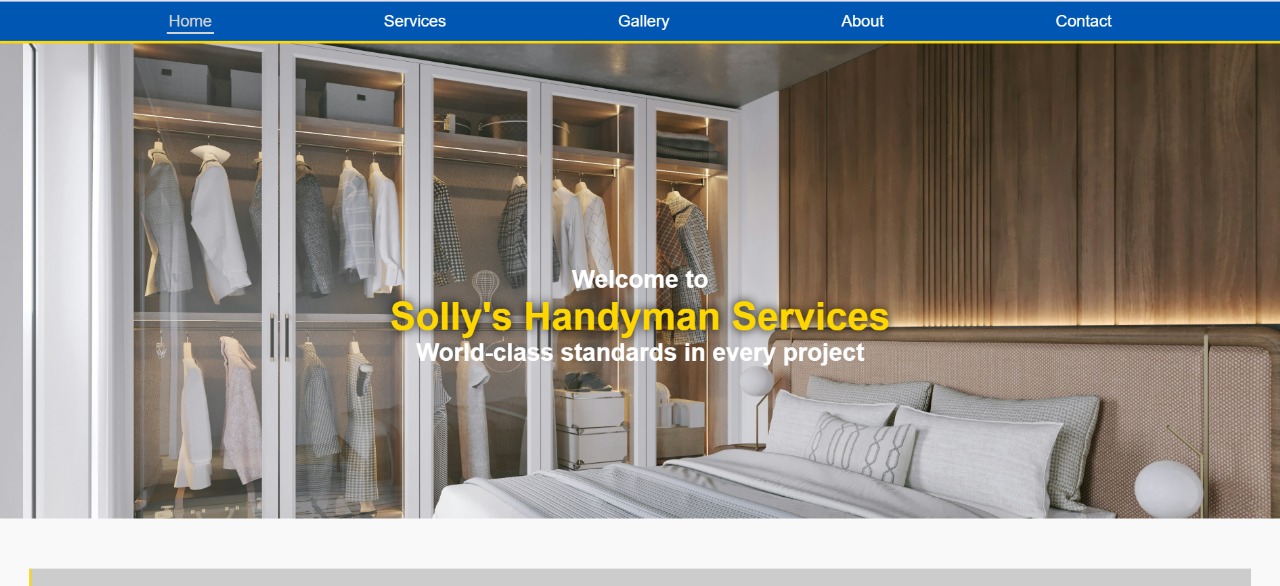 Home
Services
Gallery
About
Contact
Welcome to
Solly's Handyman Services
World-class standards in every project